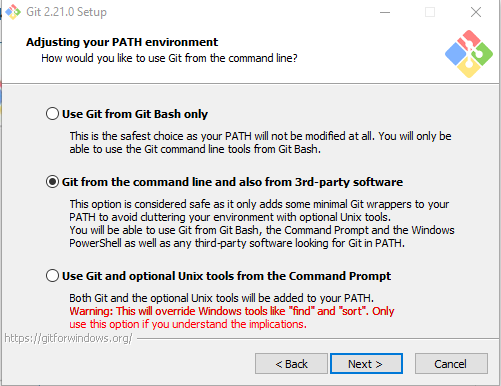 Git 2.21.0 Setup
Adjusting your PATH environment
How would you like to use Git from the command line?
Use Git from Git Bash only
This is the safest choice as your PATH will not be modified at all. You will only
be able to use the Git command line tools from Git Bash.
Git from the command line and also from 3rd-party software
This option is considered safe as it only adds some minimal Git wrappers to your
PATH to avoid cluttering your environment with optional Unix tools.
You will be able to use Git from Git Bash, the Command Prompt and the Windows
PowerShell as well as any third-party software looking for Git in PATH.
Use Git and optional Unix tools from the Command Prompt
Both Git and the optional Unix tools will be added to your PATH.
Warning: This will override Windows tools like "find" and "sort". Only
use this option if you understand the implications.
https://gitforwindows.org/
< Back
Next >
Cancel